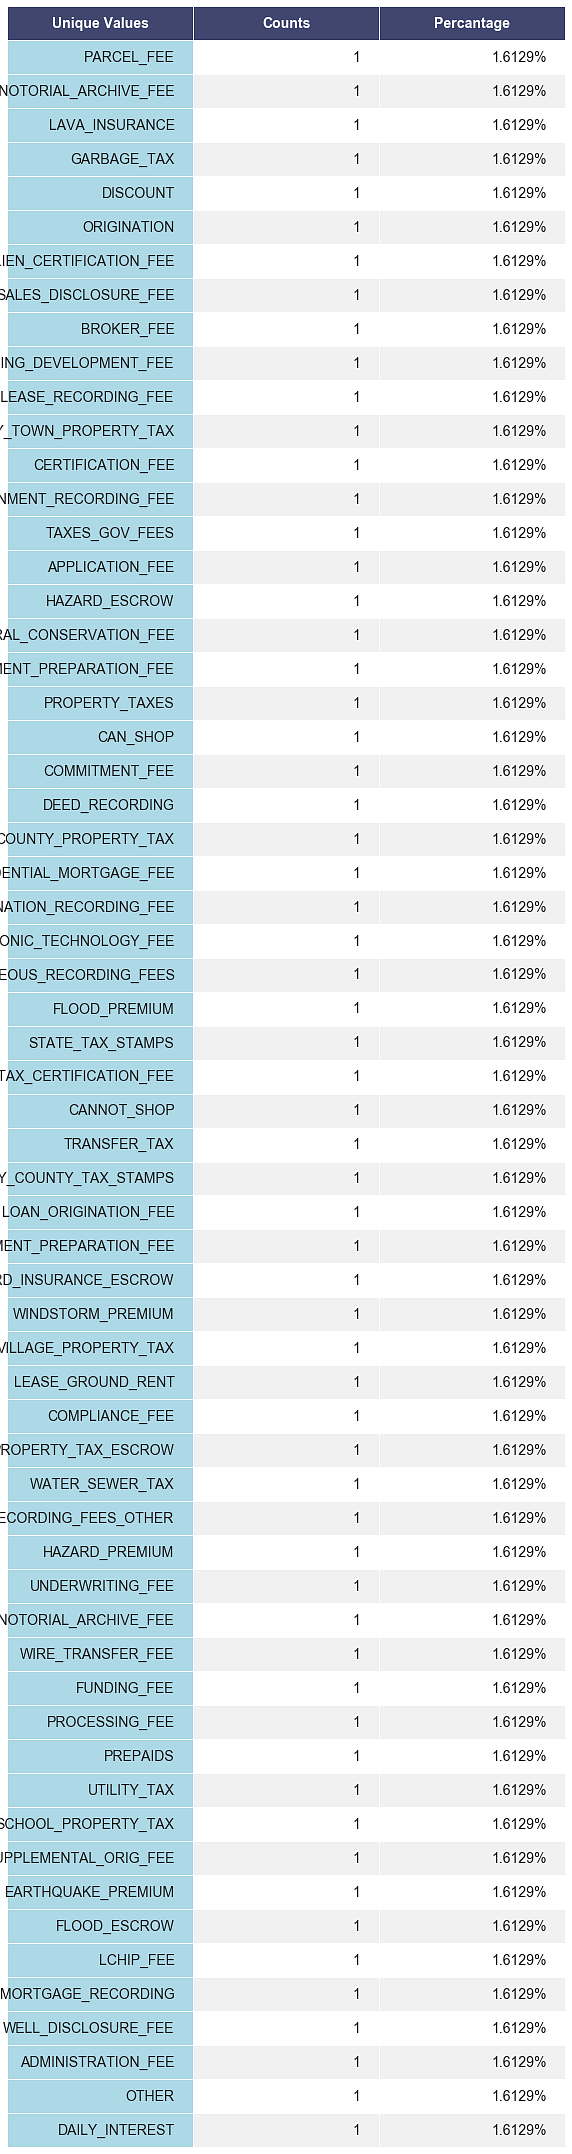 Unique Values Counts Percantage
PARCEL_FEE 1 1.6129%
NOTORIAL_ARCHIVE_FEE 1 1.6129%
LAVA_INSURANCE 1 1.6129%
GARBAGE_TAX 1 1.6129%
DISCOUNT 1 1.6129%
ORIGINATION 1 1.6129%
IEN_CERTIFICATION_FEE 1 1.6129%
SALES_DISCLOSURE_FEE 1 1.6129%
BROKER_FEE 1 1.6129%
ING_DEVELOPMENT_FEE 1 1.6129%
LEASE_RECORDING_FEE 1 1.6129%
Y_TOWN_PROPERTY_TAX 1 1.6129%
CERTIFICATION_FEE 1 1.6129%
NMENT_RECORDING_FEE 1 1.6129%
TAXES_GOV_FEES 1 1.6129%
APPLICATION_FEE 1 1.6129%
HAZARD_ESCROW 1 1.6129%
RAL_CONSERVATION_FEE 1 1.6129%
MENT_PREPARATION_FEE 1 1.6129%
PROPERTY_TAXES 1 1.6129%
CAN_SHOP 1 1.6129%
COMMITMENT_FEE 1 1.6129%
DEED_RECORDING 1 1.6129%
COUNTY_PROPERTY_TAX 1 1.6129%
DENTIAL_MORTGAGE_FEE 1 1.6129%
NATION_RECORDING_FEE 1 1.6129%
ONIC_TECHNOLOGY_FEE 1 1.6129%
EOUS_RECORDING_FEES 1 1.6129%
FLOOD_PREMIUM 1 1.6129%
STATE_TAX_STAMPS 1 1.6129%
TAX_CERTIFICATION_FEE 1 1.6129%
CANNOT_SHOP 1 1.6129%
TRANSFER_TAX 1 1.6129%
Y_COUNTY_TAX_STAMPS 1 1.6129%
LOAN_ORIGINATION_FEE 1 1.6129%
MENT_PREPARATION_FEE 1 1.6129%
RD_INSURANCE_ESCROW 1 1.6129%
WINDSTORM_PREMIUM 1 1.6129%
VILLAGE_PROPERTY_TAX 1 1.6129%
LEASE_GROUND_RENT 1 1.6129%
COMPLIANCE_FEE 1 1.6129%
PROPERTY_TAX_ESCROW 1 1.6129%
WATER_SEWER_TAX 1 1.6129%
ECORDING_FEES_OTHER 1 1.6129%
HAZARD_PREMIUM 1 1.6129%
UNDERWRITING_FEE 1 1.6129%
NOTORIAL_ARCHIVE_FEE 1 1.6129%
WIRE_TRANSFER_FEE 1 1.6129%
FUNDING_FEE 1 1.6129%
PROCESSING_FEE 1 1.6129%
PREPAIDS 1 1.6129%
UTILITY_TAX 1 1.6129%
SCHOOL_PROPERTY_TAX 1 1.6129%
UPPLEMENTAL_ORIG_FEE 1 1.6129%
EARTHQUAKE_PREMIUM 1 1.6129%
FLOOD_ESCROW 1 1.6129%
LCHIP_FEE 1 1.6129%
MORTGAGE_RECORDING 1 1.6129%
WELL_DISCLOSURE_FEE 1 1.6129%
ADMINISTRATION_FEE 1 1.6129%
OTHER 1 1.6129%
DAILY_INTEREST 1 1.6129%